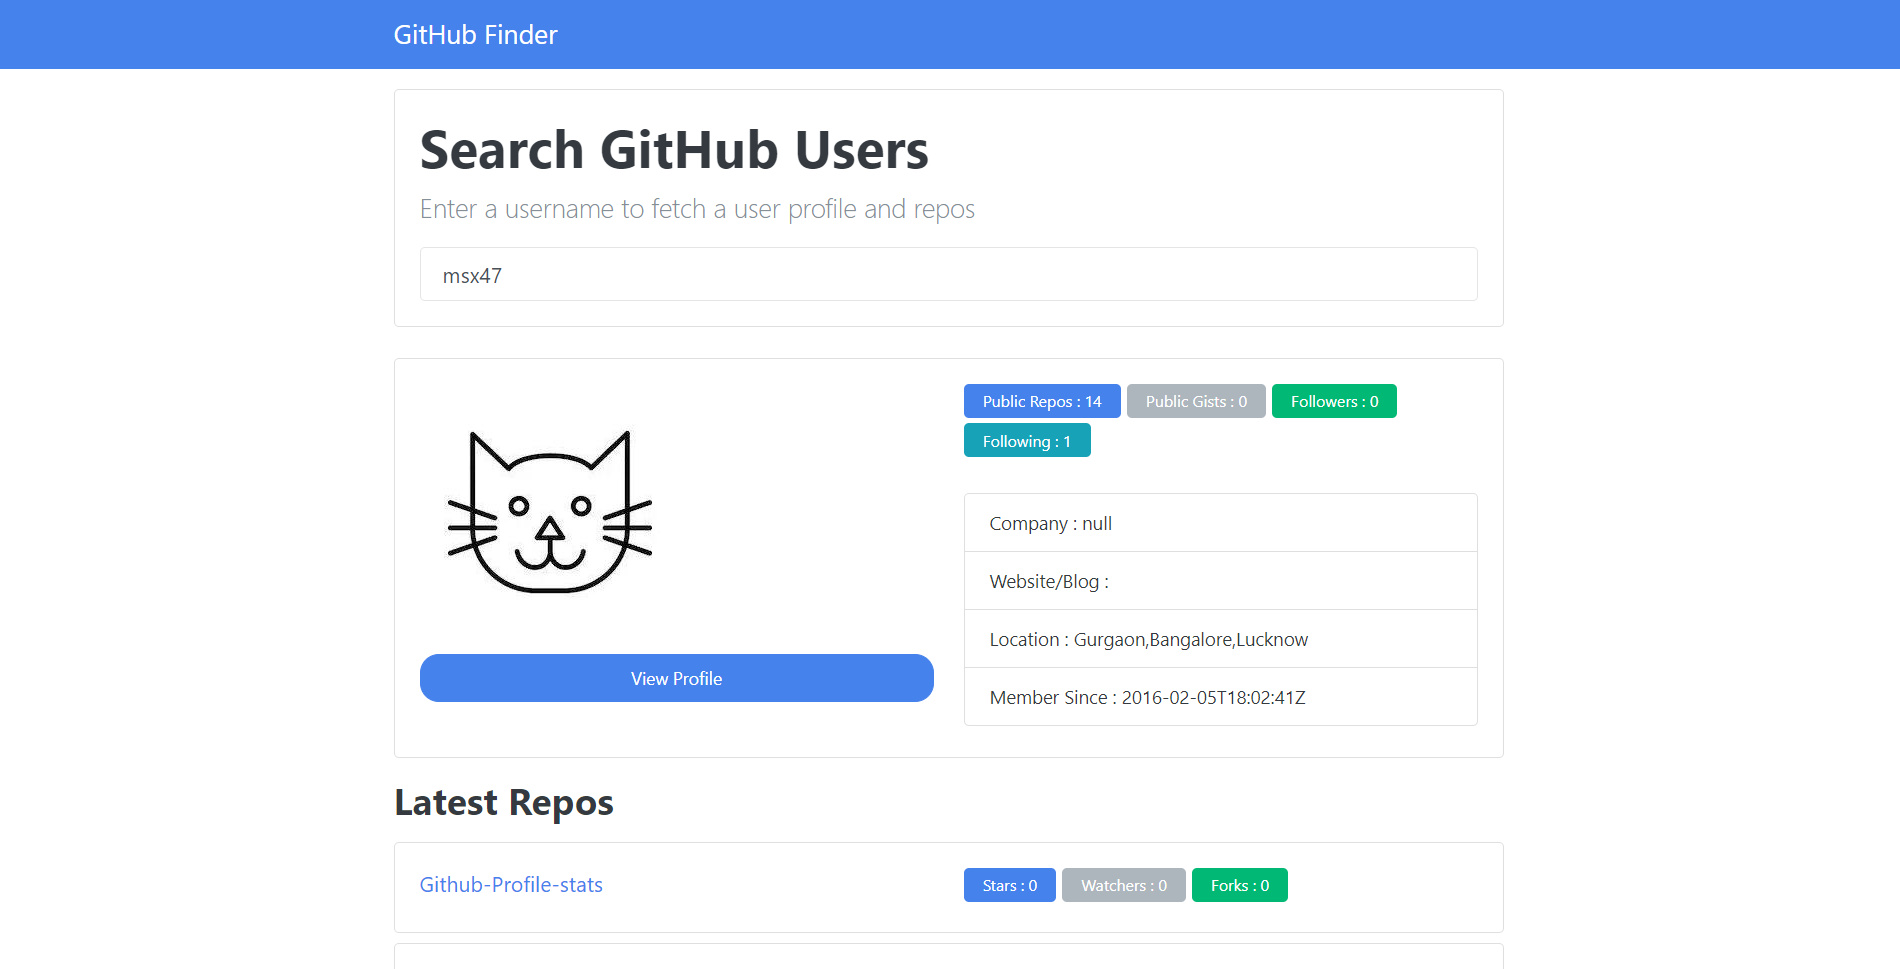 GitHub Finder
Search GitHub Users
Enter a username to fetch a user profile and repos
msx47
Public Repos : 14 Public Gists : 0 Followers : 0
Following : 1
Company : null
Website/Blog :
Location : Gurgaon,Bangalore,Lucknow
Member Since : 2016-02-05T18:02:41Z
View Profile
Latest Repos
Github-Profile-stats Stars : 0 Watchers : 0 Forks : 0